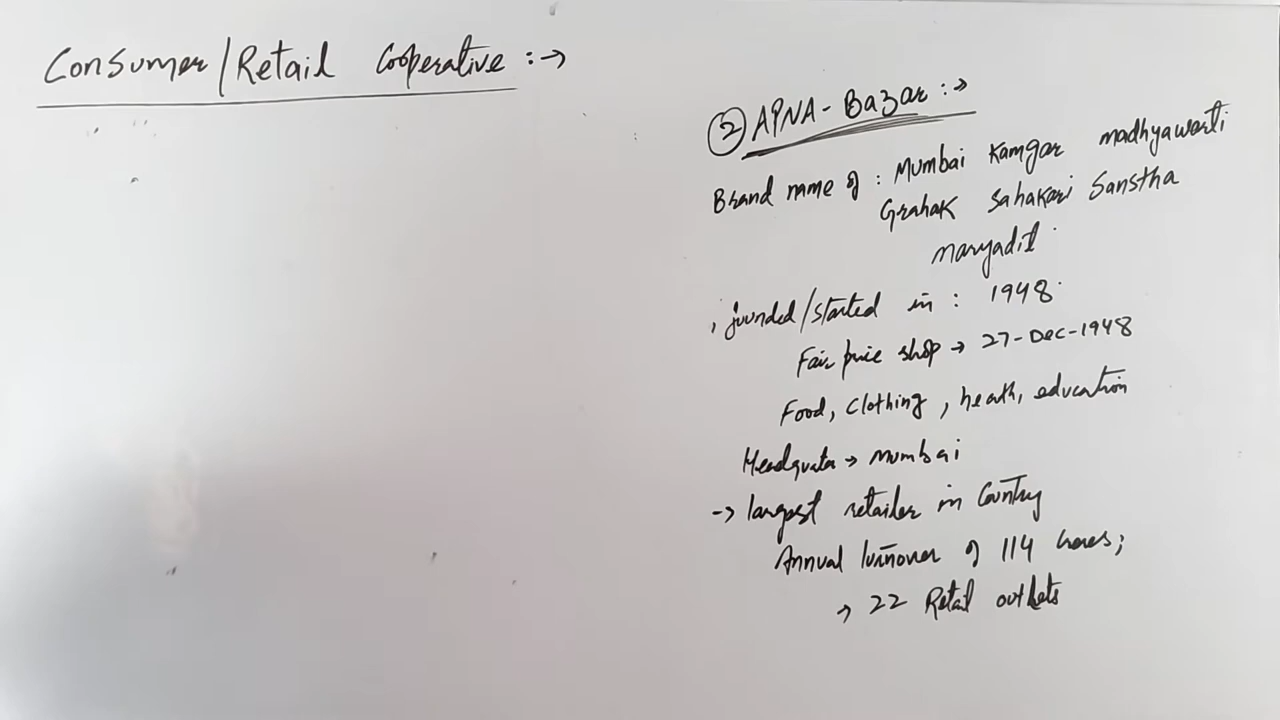 Consumer/Retail Cooperative :→
② APNA - Bazar :→
Brand name of : Mumbai Kamgar madhyawarti
Grahak Sahakari Sanstha
maryadit
founded/started in : 1948
Fair price shop → 27-Dec-1948
Food, clothing, heath, education
Headquater → Mumbai
→ largest retailer in Country
Annual turnover of 114 crores;
→ 22 Retail outlets